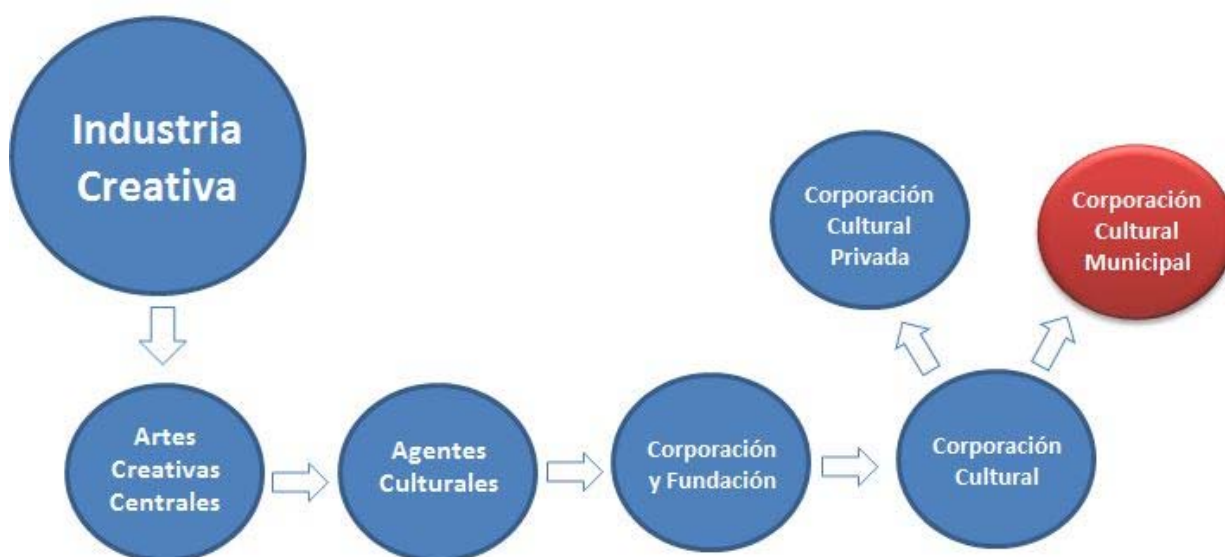 Industria
Creativa
Corporación
Cultural
Privada
Corporación
Cultural
Municipal
Artes
Creativas
Centrales
Agentes
Culturales
Corporación
y Fundación
Corporación
Cultural